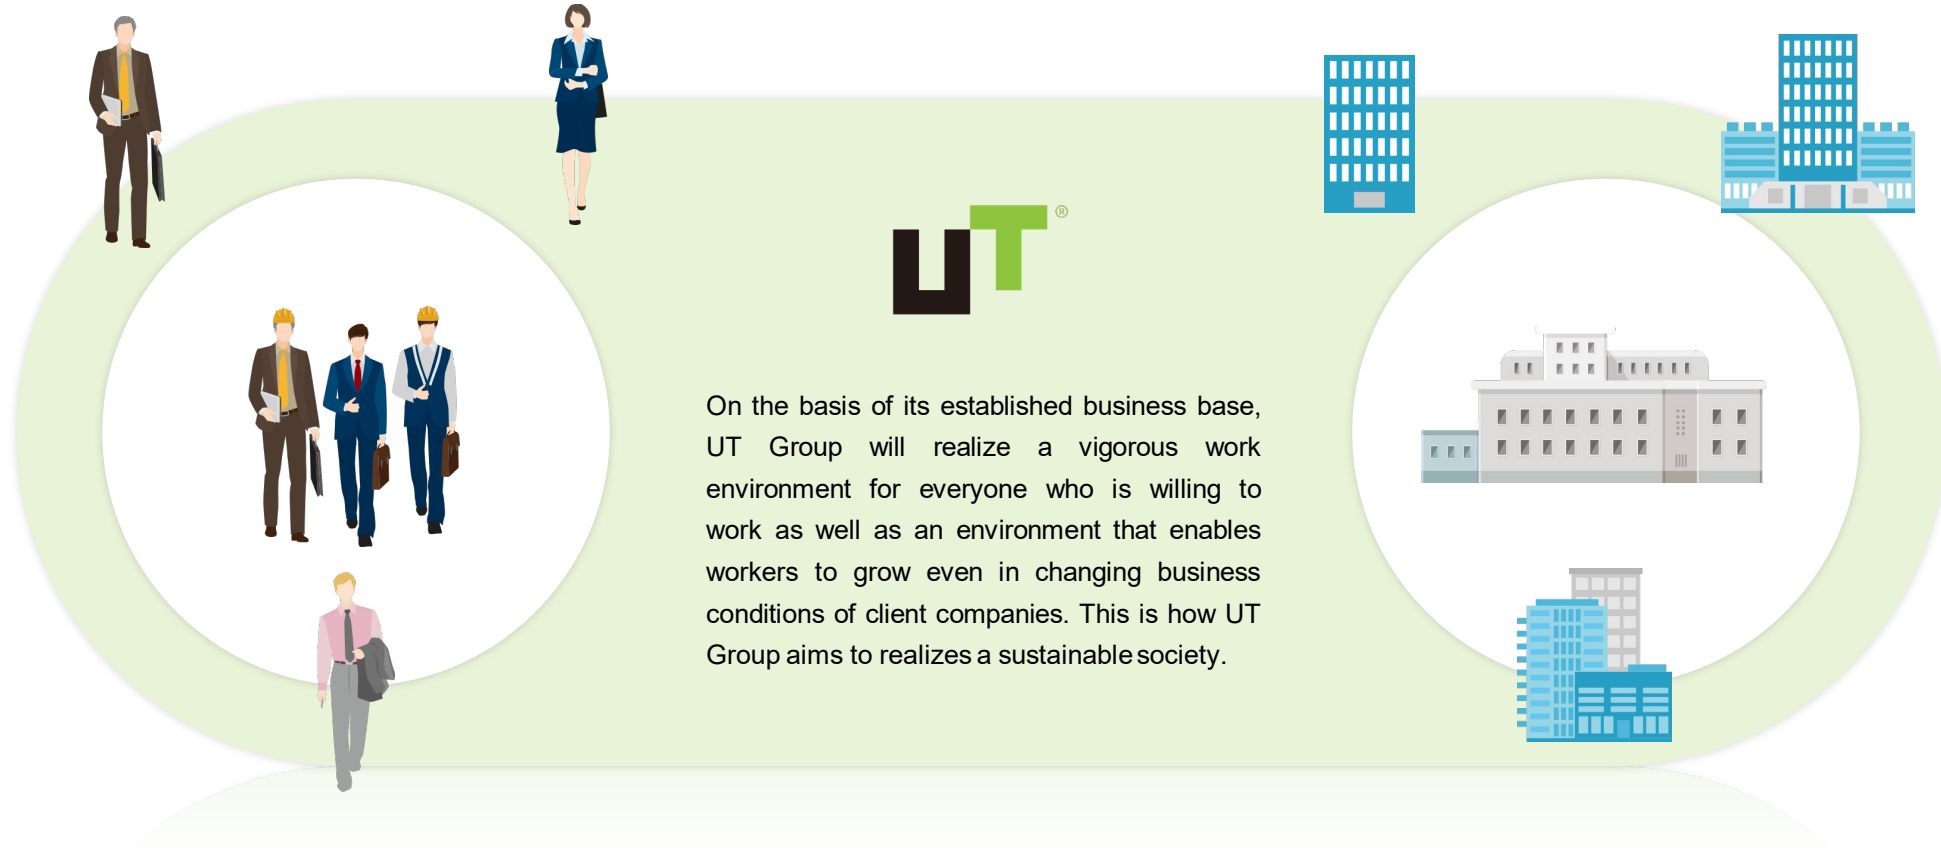 UT®
On the basis of its established business base,
UT Group will realize a vigorous work
environment for everyone who is willing to
work as well as an environment that enables
workers to grow even in changing business
conditions of client companies. This is how UT
Group aims to realizes a sustainable society.